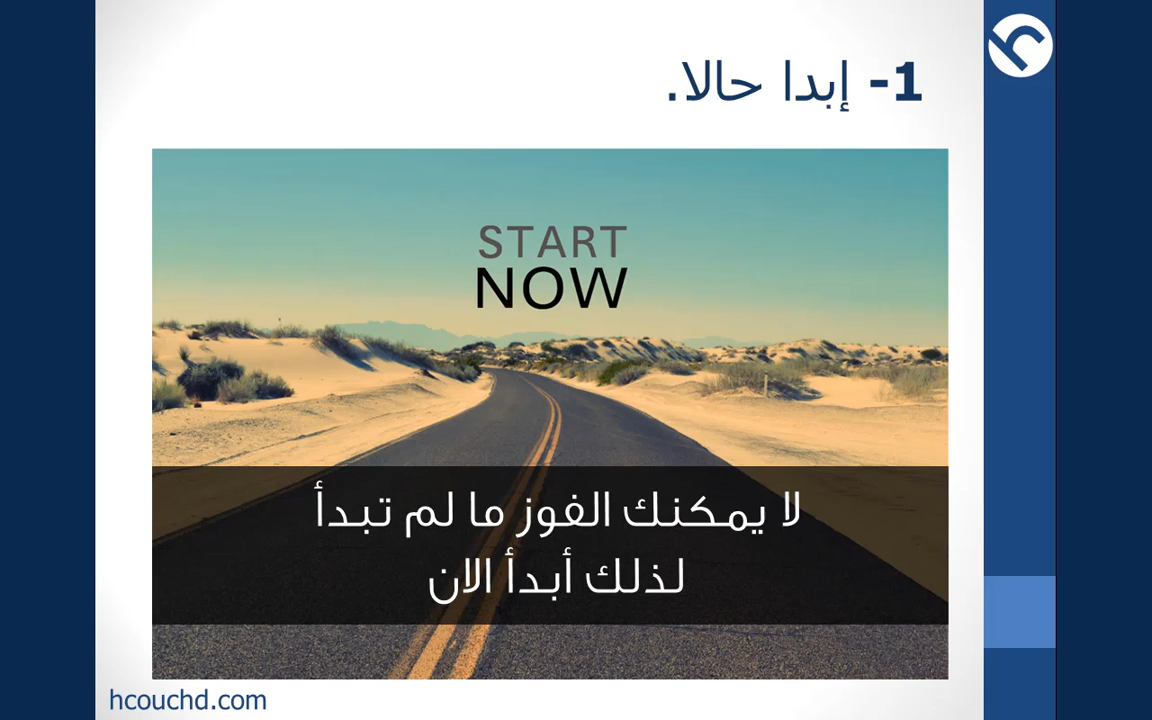 1- إبدا حالا.
START
NOW
لا يمكنك الفوز ما لم تبدأ
لذلك أبدأ الان
hcouchd.com